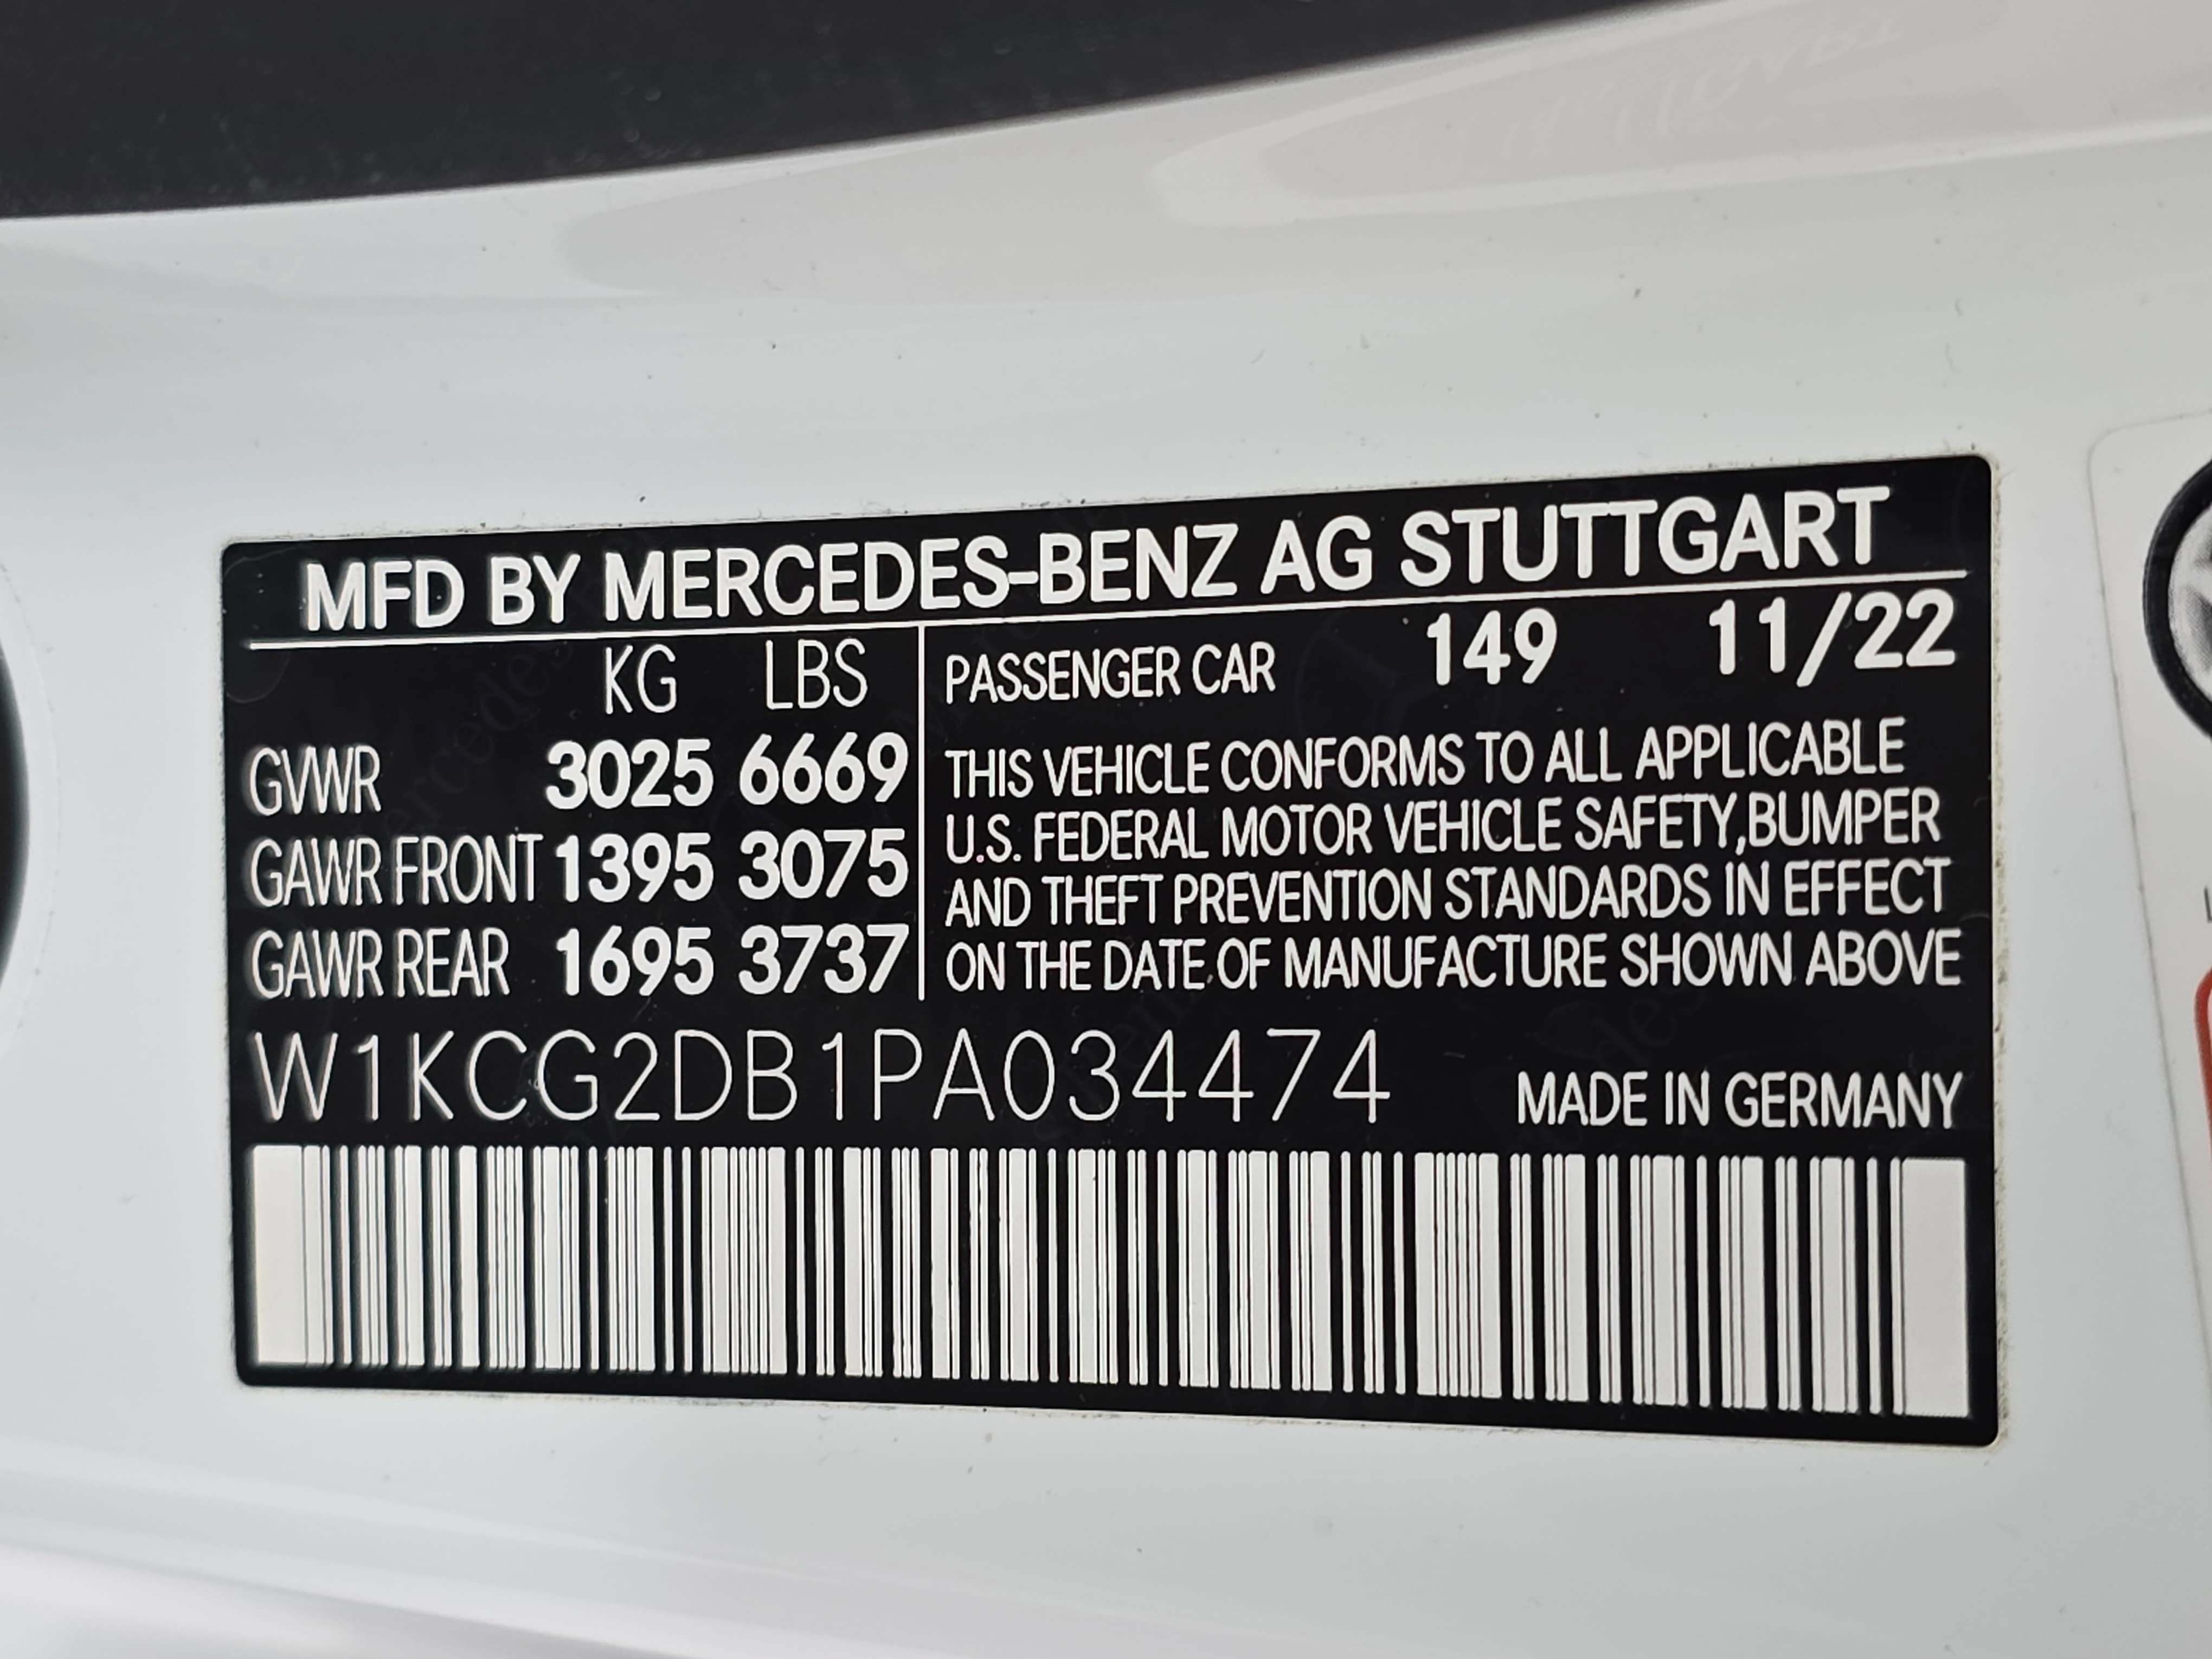 MFD BY MERCEDES-BENZ AG STUTTGART
KG LBS
GVWR 3025 6669
GAWR FRONT 1395 3075
GAWR REAR 1695 3737
PASSENGER CAR 149 11/22
THIS VEHICLE CONFORMS TO ALL APPLICABLE
U.S. FEDERAL MOTOR VEHICLE SAFETY,BUMPER
AND THEFT PREVENTION STANDARDS IN EFFECT
ON THE DATE OF MANUFACTURE SHOWN ABOVE
W1KCG2DB1PA034474
MADE IN GERMANY